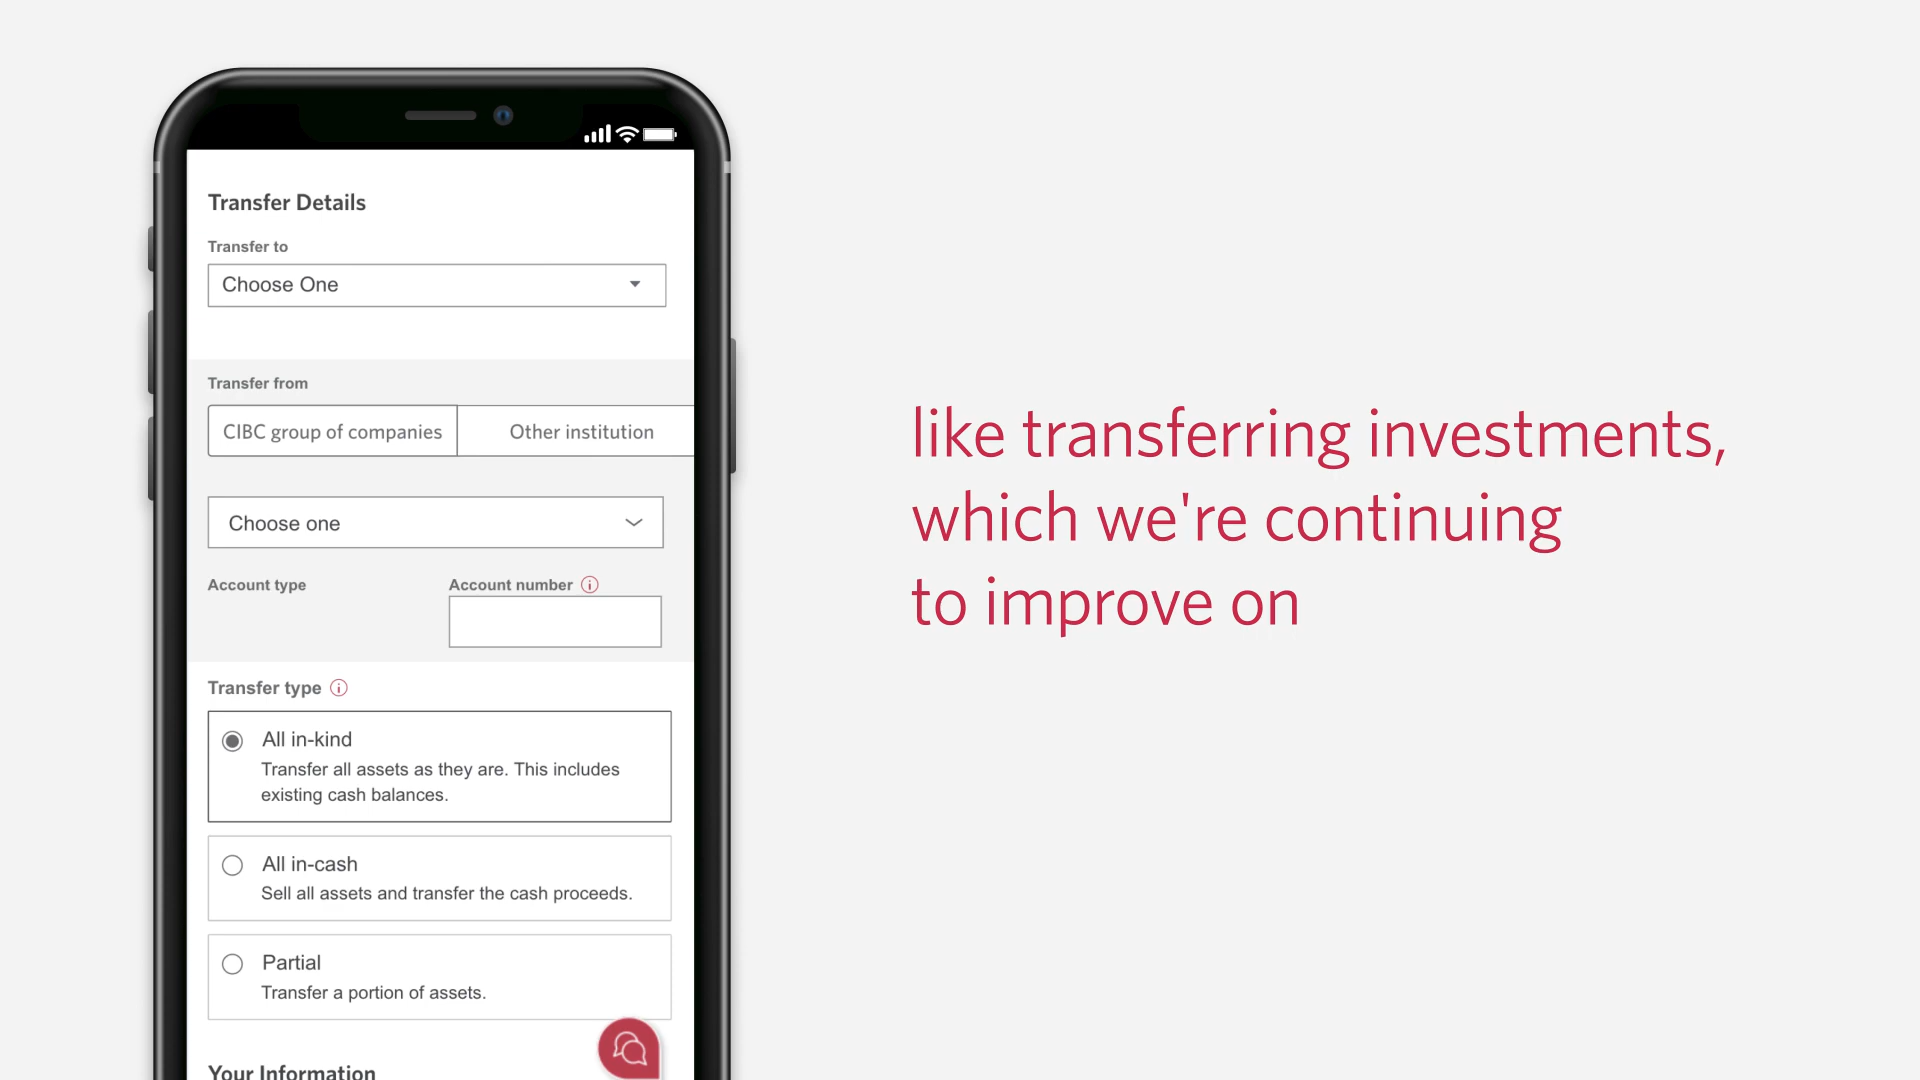 Transfer Details
Transfer to
Choose One
Transfer from
CIBC group of companies
Other institution
Choose one
Account type
Account number
Transfer type
All in-kind
Transfer all assets as they are. This includes
existing cash balances.
All in-cash
Sell all assets and transfer the cash proceeds.
Partial
Transfer a portion of assets.
Your Information
like transferring investments,
which we're continuing
to improve on